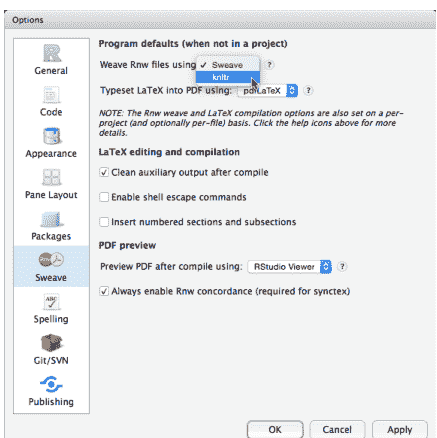 Options
General
Code
Appearance
Pane Layout
Packages
Sweave
ABC
Spelling
Git/SVN
Publishing
Program defaults (when not in a project)
Weave Rnw files using ✓ Sweave ?
knitr
Typeset LaTeX into PDF using: pdfLaTeX ?
NOTE: The Rnw weave and LaTeX compilation options are also set on a per-
project (and optionally per-file) basis. Click the help icons above for more
details.
LaTeX editing and compilation
Clean auxiliary output after compile
Enable shell escape commands
Insert numbered sections and subsections
PDF preview
Preview PDF after compile using: RStudio Viewer ?
Always enable Rnw concordance (required for synctex)
OK Cancel Apply